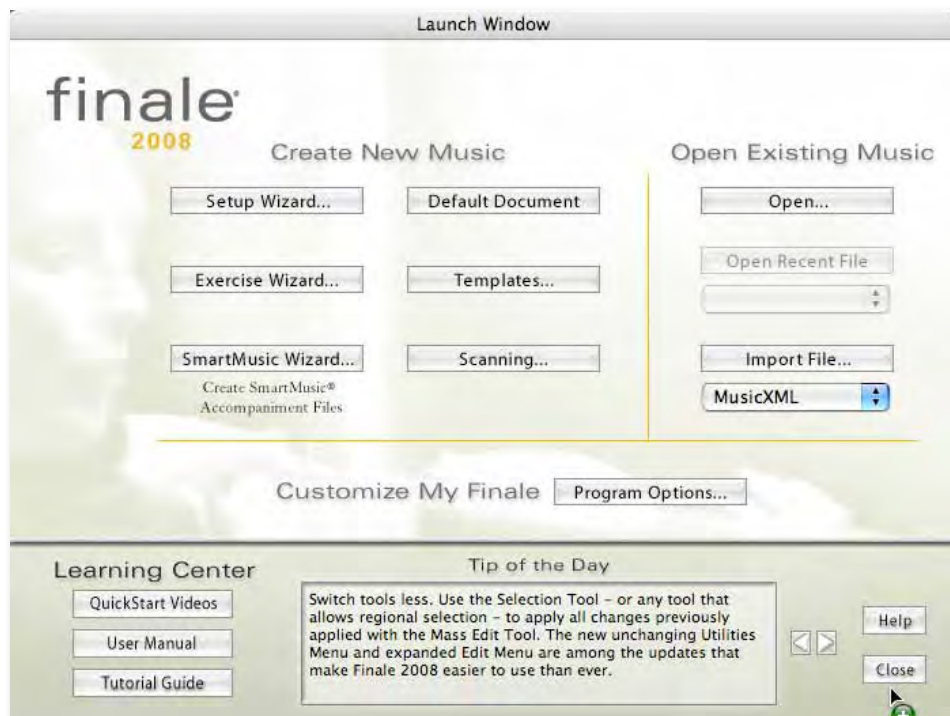 Launch Window
finale
2008
Create New Music
Open Existing Music
Setup Wizard...
Default Document
Open...
Exercise Wizard...
Templates...
Open Recent File
SmartMusic Wizard...
Scanning...
Import File...
Create SmartMusic®
Accompaniment Files
MusicXML
Customize My Finale
Program Options...
Learning Center
QuickStart Videos
User Manual
Tutorial Guide
Tip of the Day
Switch tools less. Use the Selection Tool – or any tool that
allows regional selection – to apply all changes previously
applied with the Mass Edit Tool. The new unchanging Utilities
Menu and expanded Edit Menu are among the updates that
make Finale 2008 easier to use than ever.
Help
Close